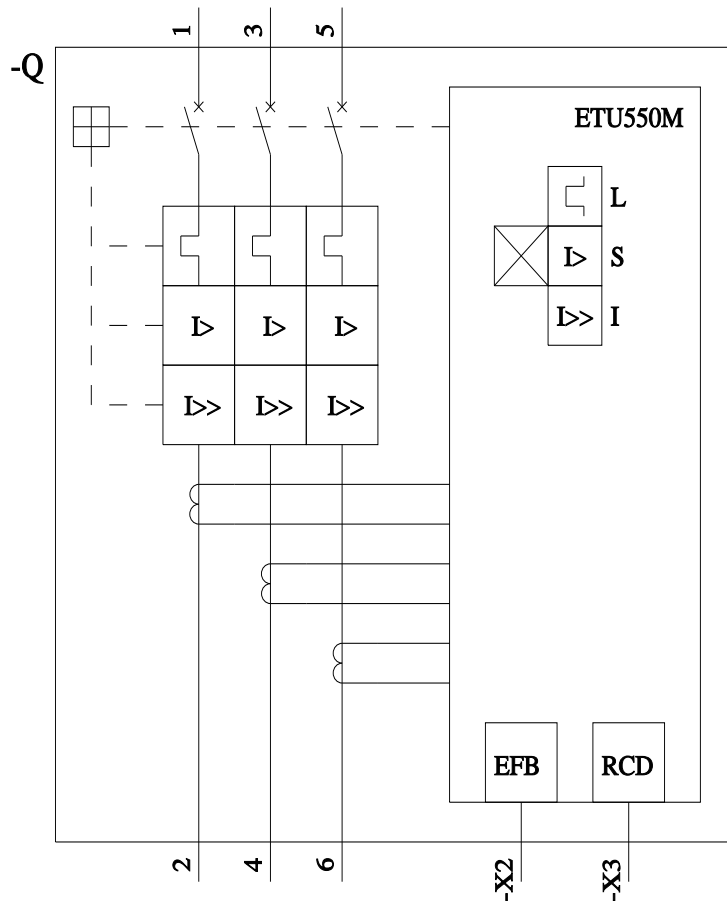 1 3 5
-Q
ETU550M
L
I> S
I>> I
I> I> I>
I>> I>> I>>
EFB RCD
2 4 6 -X2 -X3